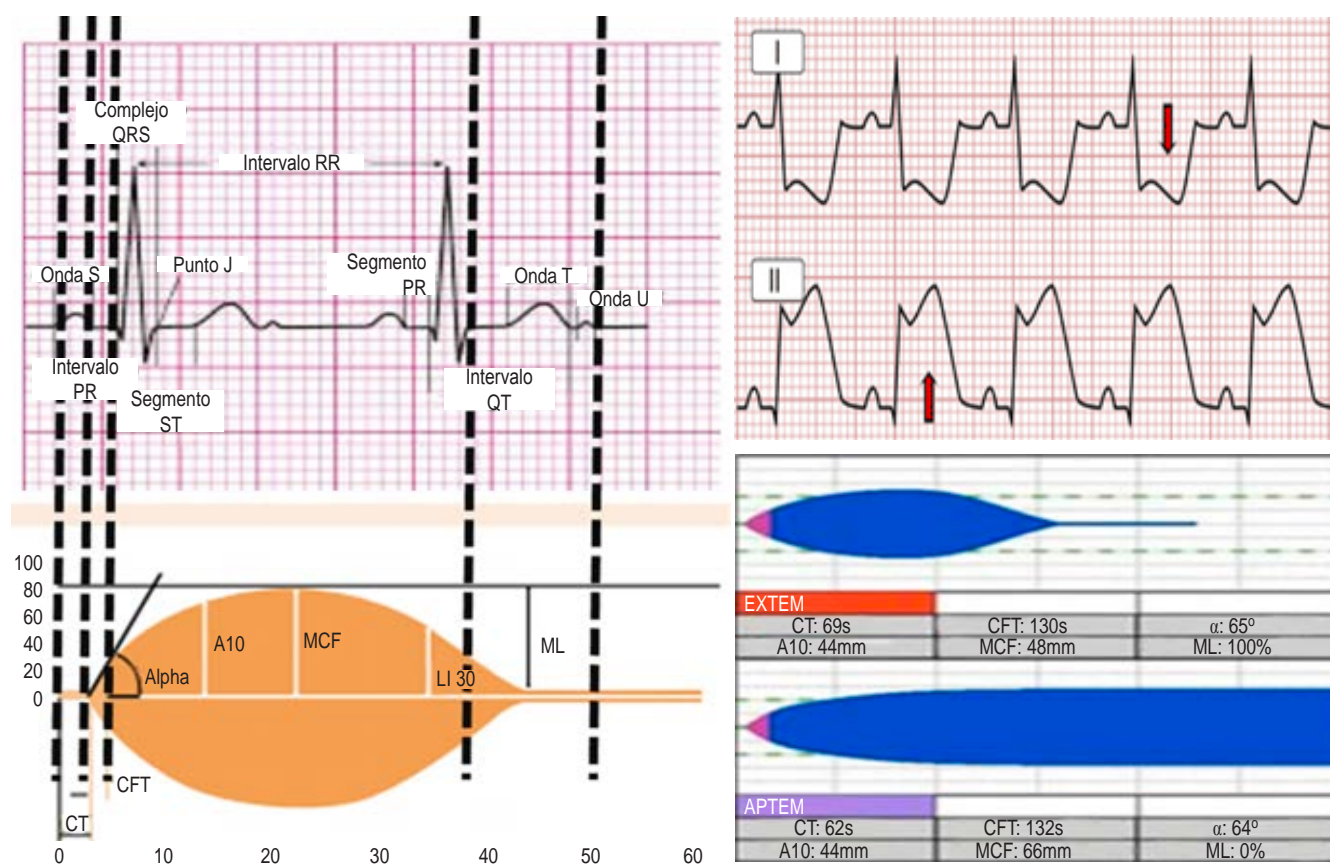 Complejo
QRS
Intervalo RR
Onda S
Punto J
Segmento
PR
Onda T
Onda U
Intervalo
PR
Segmento
ST
Intervalo
QT
100
80
60
40
20
0
Alpha
A10
MCF
LI 30
ML
CFT
CT
0
10
20
30
40
50
60
I
II
EXTEM
CT: 69s
CFT: 130s
α: 65º
A10: 44mm
MCF: 48mm
ML: 100%
APTEM
CT: 62s
CFT: 132s
α: 64º
A10: 44mm
MCF: 66mm
ML: 0%